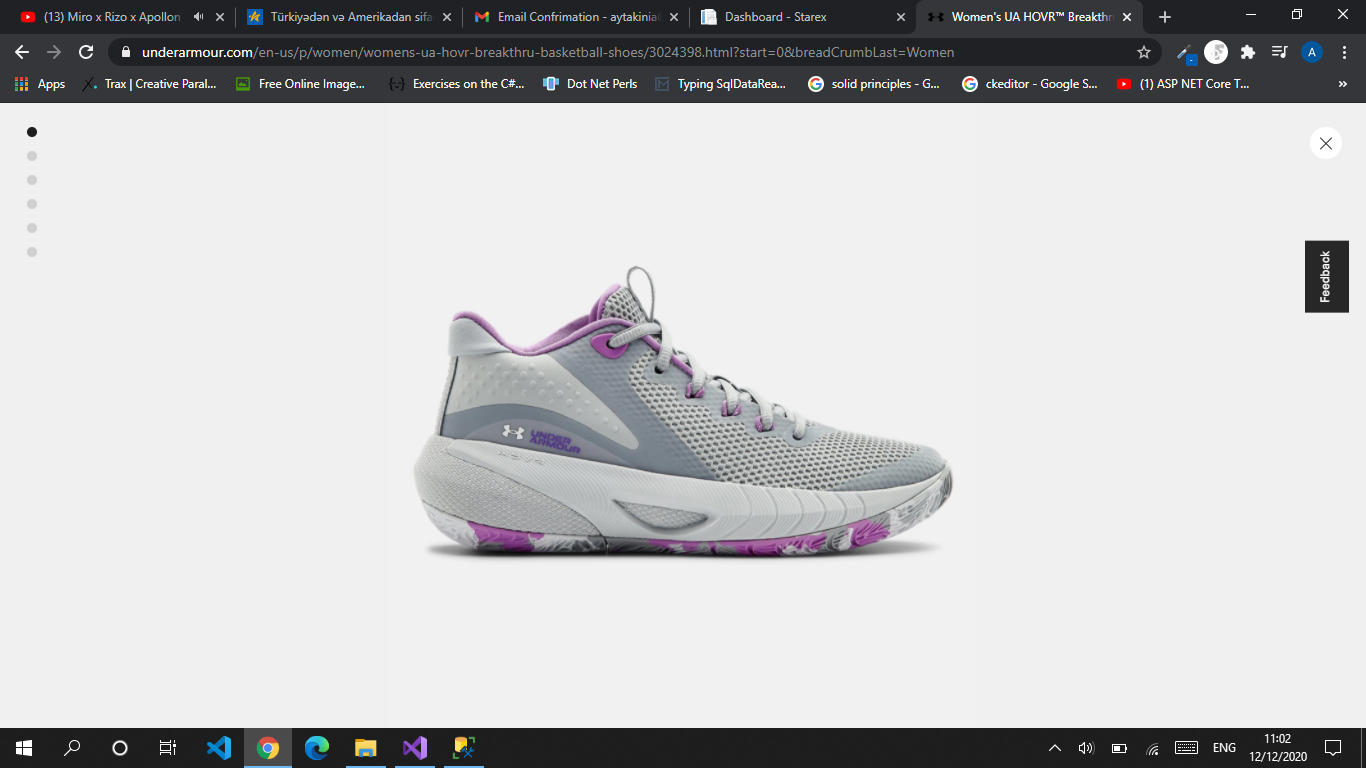 (13) Miro x Rizo x Apollon
Türkiyədən və Amerikadan sifa
Email Confrimation - aytakinia
Dashboard - Starex
Women's UA HOVR™ Breakthr
underarmour.com/en-us/p/women/womens-ua-hovr-breakthru-basketball-shoes/3024398.html?start=0&breadCrumbLast=Women
A
Apps
Trax | Creative Paral...
Free Online Image...
Exercises on the C#...
Dot Net Perls
Typing SqlDataRea...
solid principles - G...
ckeditor - Google S...
(1) ASP NET Core T...
»
Feedback
UNDER
ARMOUR
HOVR
ENG
11:02
12/12/2020